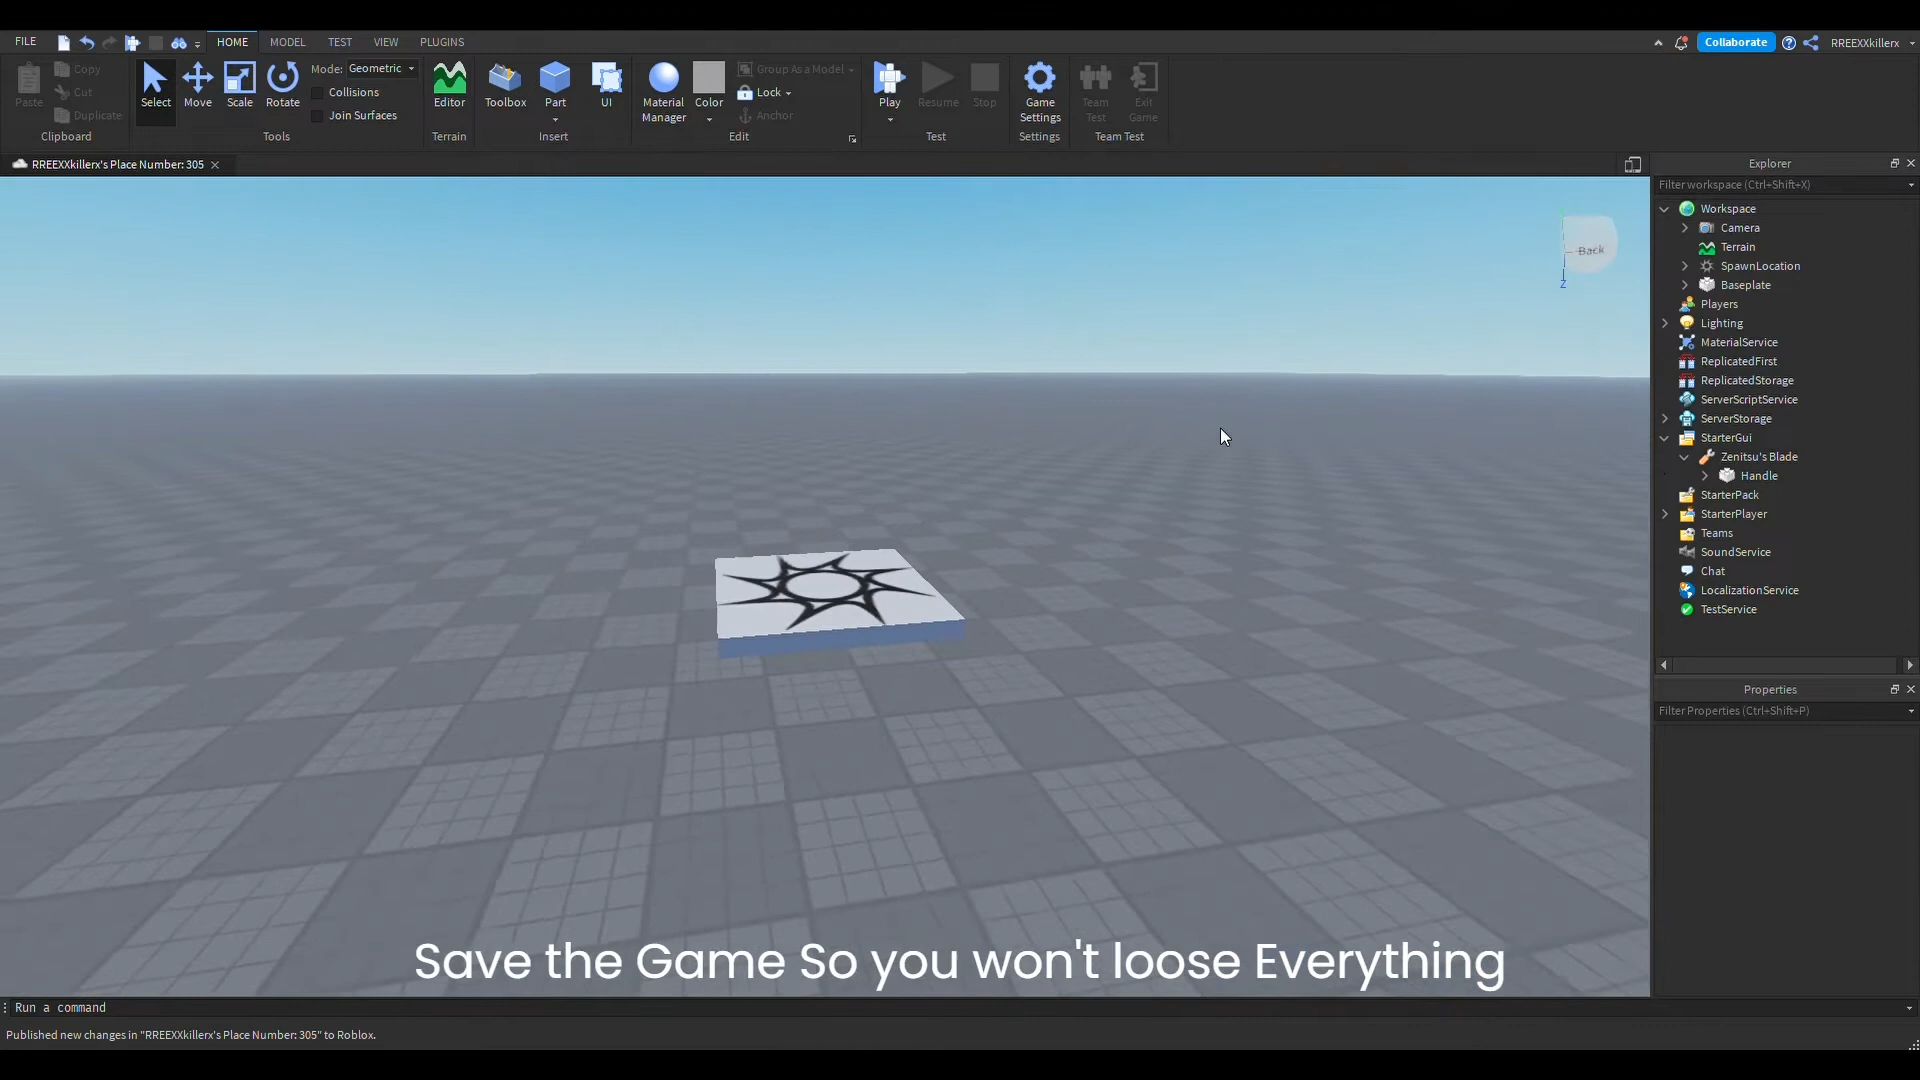 FILE
HOME
MODEL
TEST
VIEW
PLUGINS
Collaborate
RREEXXkillerx
Paste
Copy
Cut
Duplicate
Clipboard
Select
Move
Scale
Rotate
Mode: Geometric
Collisions
Join Surfaces
Tools
Editor
Terrain
Toolbox
Part
UI
Insert
Material Manager
Color
Group As a Model
Lock
Anchor
Edit
Play
Resume
Stop
Test
Game Settings
Settings
Team Test
Exit Game
Team Test
RREEXXkillerx's Place Number: 305
Back
Z
Explorer
Filter workspace (Ctrl+Shift+X)
Workspace
Camera
Terrain
SpawnLocation
Baseplate
Players
Lighting
MaterialService
ReplicatedFirst
ReplicatedStorage
ServerScriptService
ServerStorage
StarterGui
Zenitsu's Blade
Handle
StarterPack
StarterPlayer
Teams
SoundService
Chat
LocalizationService
TestService
Properties
Filter Properties (Ctrl+Shift+P)
Save the Game So you won't loose Everything
Run a command
Published new changes in "RREEXXkillerx's Place Number: 305" to Roblox.